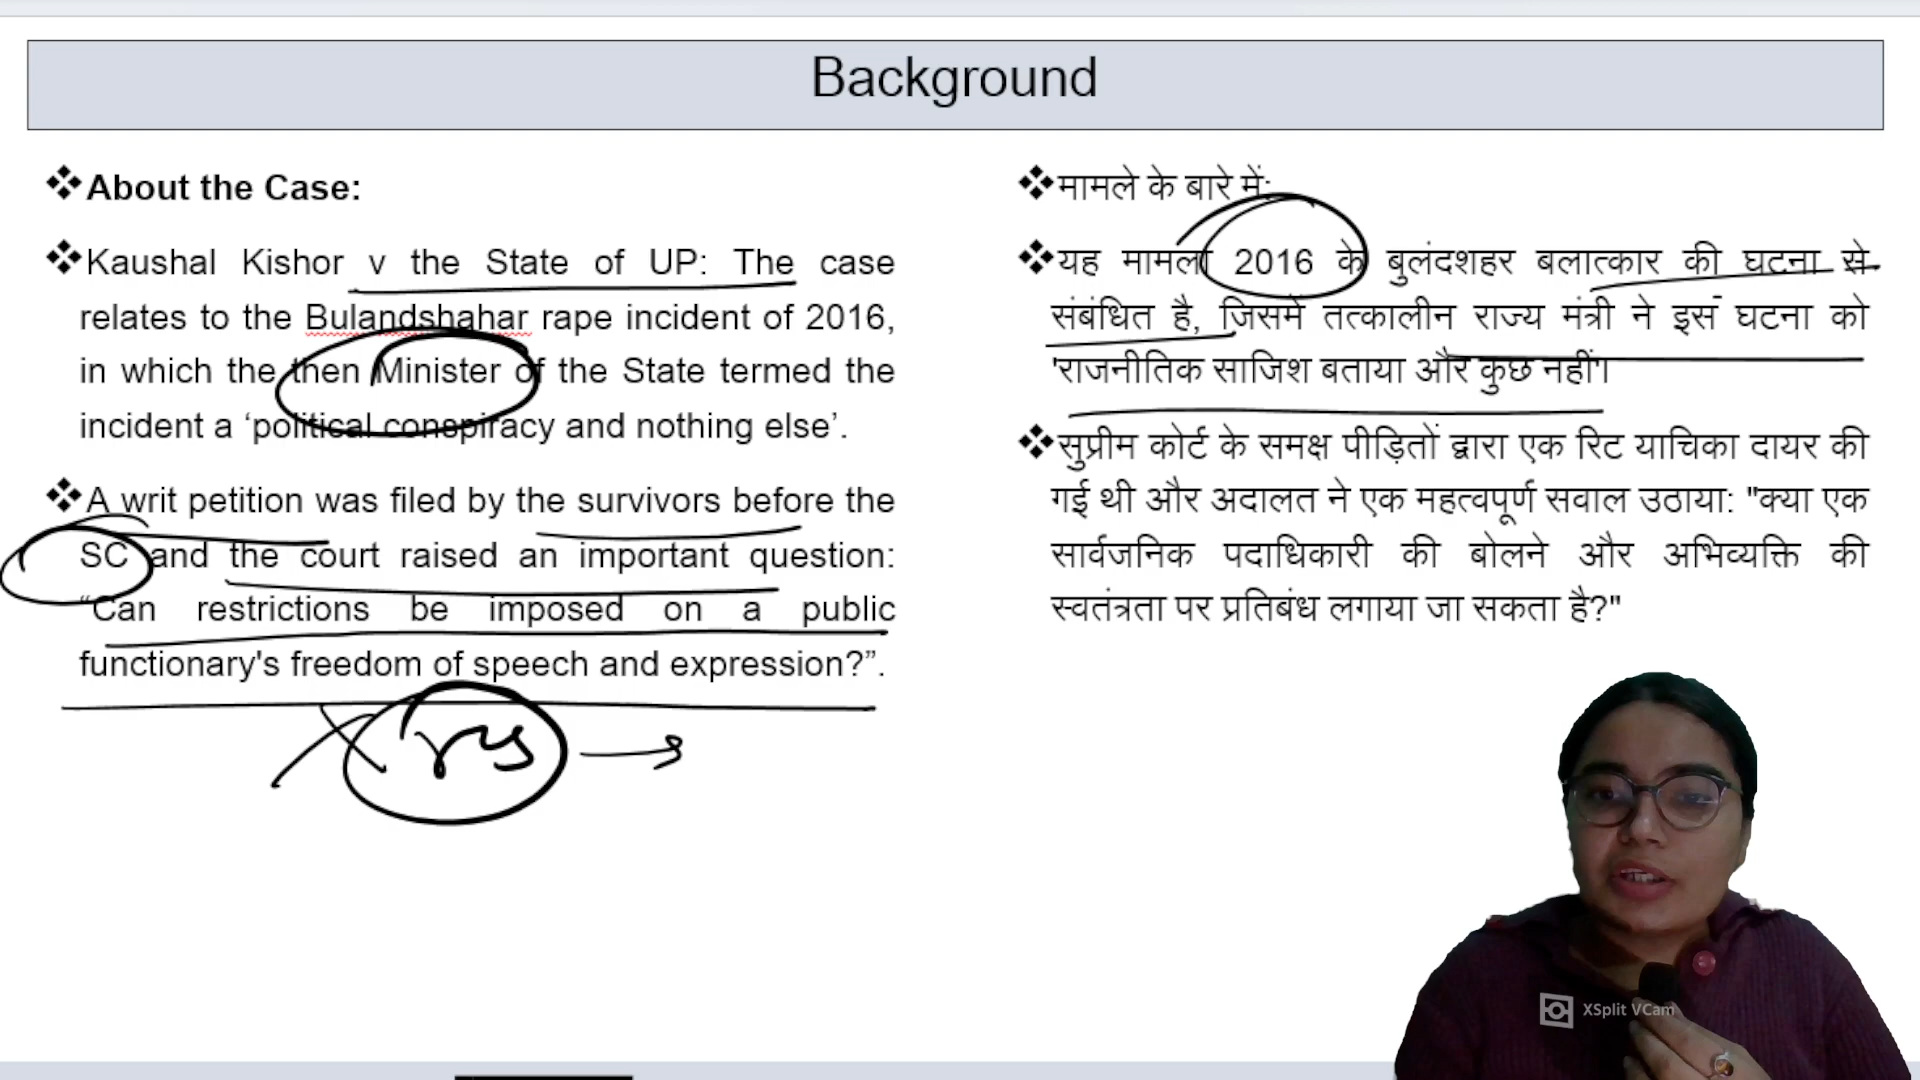 Background
❖About the Case:
❖Kaushal Kishor v the State of UP: The case
relates to the Bulandshahar rape incident of 2016,
in which the then Minister of the State termed the
incident a ‘political conspiracy and nothing else’.
❖A writ petition was filed by the survivors before the
SC and the court raised an important question:
“Can restrictions be imposed on a public
functionary's freedom of speech and expression?”.
❖मामले के बारे में:
❖यह मामला 2016 के बुलंदशहर बलात्कार की घटना से
संबंधित है, जिसमें तत्कालीन राज्य मंत्री ने इस घटना को
'राजनीतिक साजिश बताया और कुछ नहीं'।
❖सुप्रीम कोर्ट के समक्ष पीड़ितों द्वारा एक रिट याचिका दायर की
गई थी और अदालत ने एक महत्वपूर्ण सवाल उठाया: "क्या एक
सार्वजनिक पदाधिकारी की बोलने और अभिव्यक्ति की
स्वतंत्रता पर प्रतिबंध लगाया जा सकता है?"
XSplit VCam